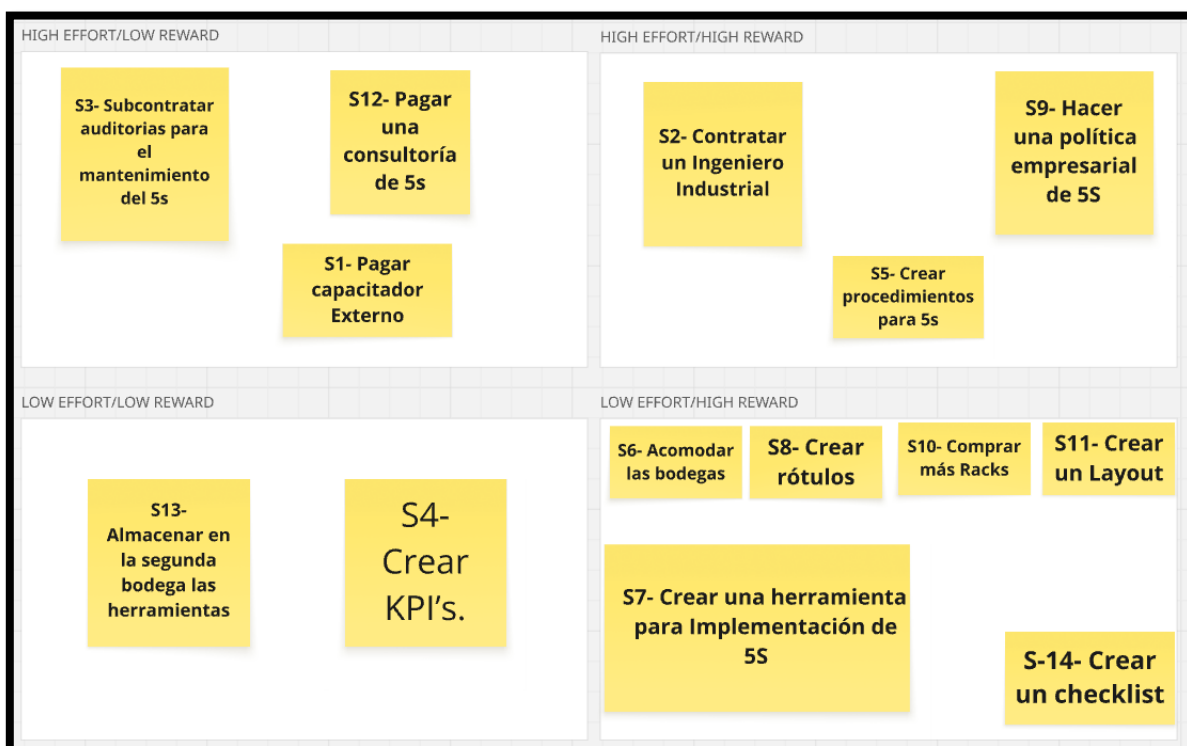 HIGH EFFORT/LOW REWARD
S3- Subcontratar
auditorias para
el
mantenimiento
del 5s
S12- Pagar
una
consultoría
de 5s
S1- Pagar
capacitador
Externo
HIGH EFFORT/HIGH REWARD
S2- Contratar
un Ingeniero
Industrial
S9- Hacer
una política
empresarial
de 5S
S5- Crear
procedimientos
para 5s
LOW EFFORT/LOW REWARD
S13-
Almacenar en
la segunda
bodega las
herramientas
S4-
Crear
KPI’s.
LOW EFFORT/HIGH REWARD
S6- Acomodar
las bodegas
S8- Crear
rótulos
S10- Comprar
más Racks
S11- Crear
un Layout
S7- Crear una herramienta
para Implementación de
5S
S-14- Crear
un checklist